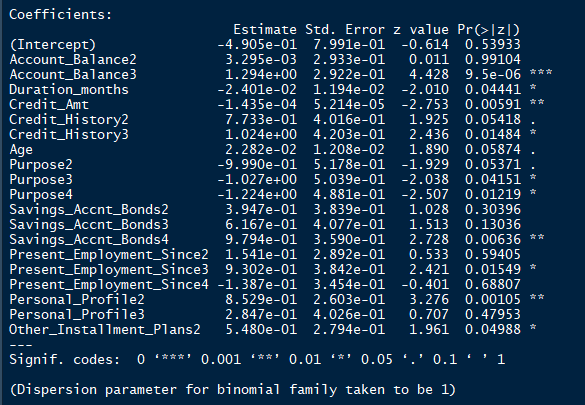 Coefficients:
Estimate Std. Error z value Pr(>|z|)
(Intercept) -4.905e-01 7.991e-01 -0.614 0.53933
Account_Balance2 3.295e-03 2.933e-01 0.011 0.99104
Account_Balance3 1.294e+00 2.922e-01 4.428 9.5e-06 ***
Duration_months -2.401e-02 1.194e-02 -2.010 0.04441 *
Credit_Amt -1.435e-04 5.214e-05 -2.753 0.00591 **
Credit_History2 7.733e-01 4.016e-01 1.925 0.05418 .
Credit_History3 1.024e+00 4.203e-01 2.436 0.01484 *
Age 2.282e-02 1.208e-02 1.890 0.05874 .
Purpose2 -9.990e-01 5.178e-01 -1.929 0.05371 .
Purpose3 -1.027e+00 5.039e-01 -2.038 0.04151 *
Purpose4 -1.224e+00 4.881e-01 -2.507 0.01219 *
Savings_Accnt_Bonds2 3.947e-01 3.839e-01 1.028 0.30396
Savings_Accnt_Bonds3 6.167e-01 4.077e-01 1.513 0.13036
Savings_Accnt_Bonds4 9.794e-01 3.590e-01 2.728 0.00636 **
Present_Employment_Since2 1.541e-01 2.892e-01 0.533 0.59405
Present_Employment_Since3 9.302e-01 3.842e-01 2.421 0.01549 *
Present_Employment_Since4 -1.387e-01 3.454e-01 -0.401 0.68807
Personal_Profile2 8.529e-01 2.603e-01 3.276 0.00105 **
Personal_Profile3 2.847e-01 4.026e-01 0.707 0.47953
Other_Installment_Plans2 5.480e-01 2.794e-01 1.961 0.04988 *
---
Signif. codes: 0 ‘***’ 0.001 ‘**’ 0.01 ‘*’ 0.05 ‘.’ 0.1 ‘ ’ 1
(Dispersion parameter for binomial family taken to be 1)